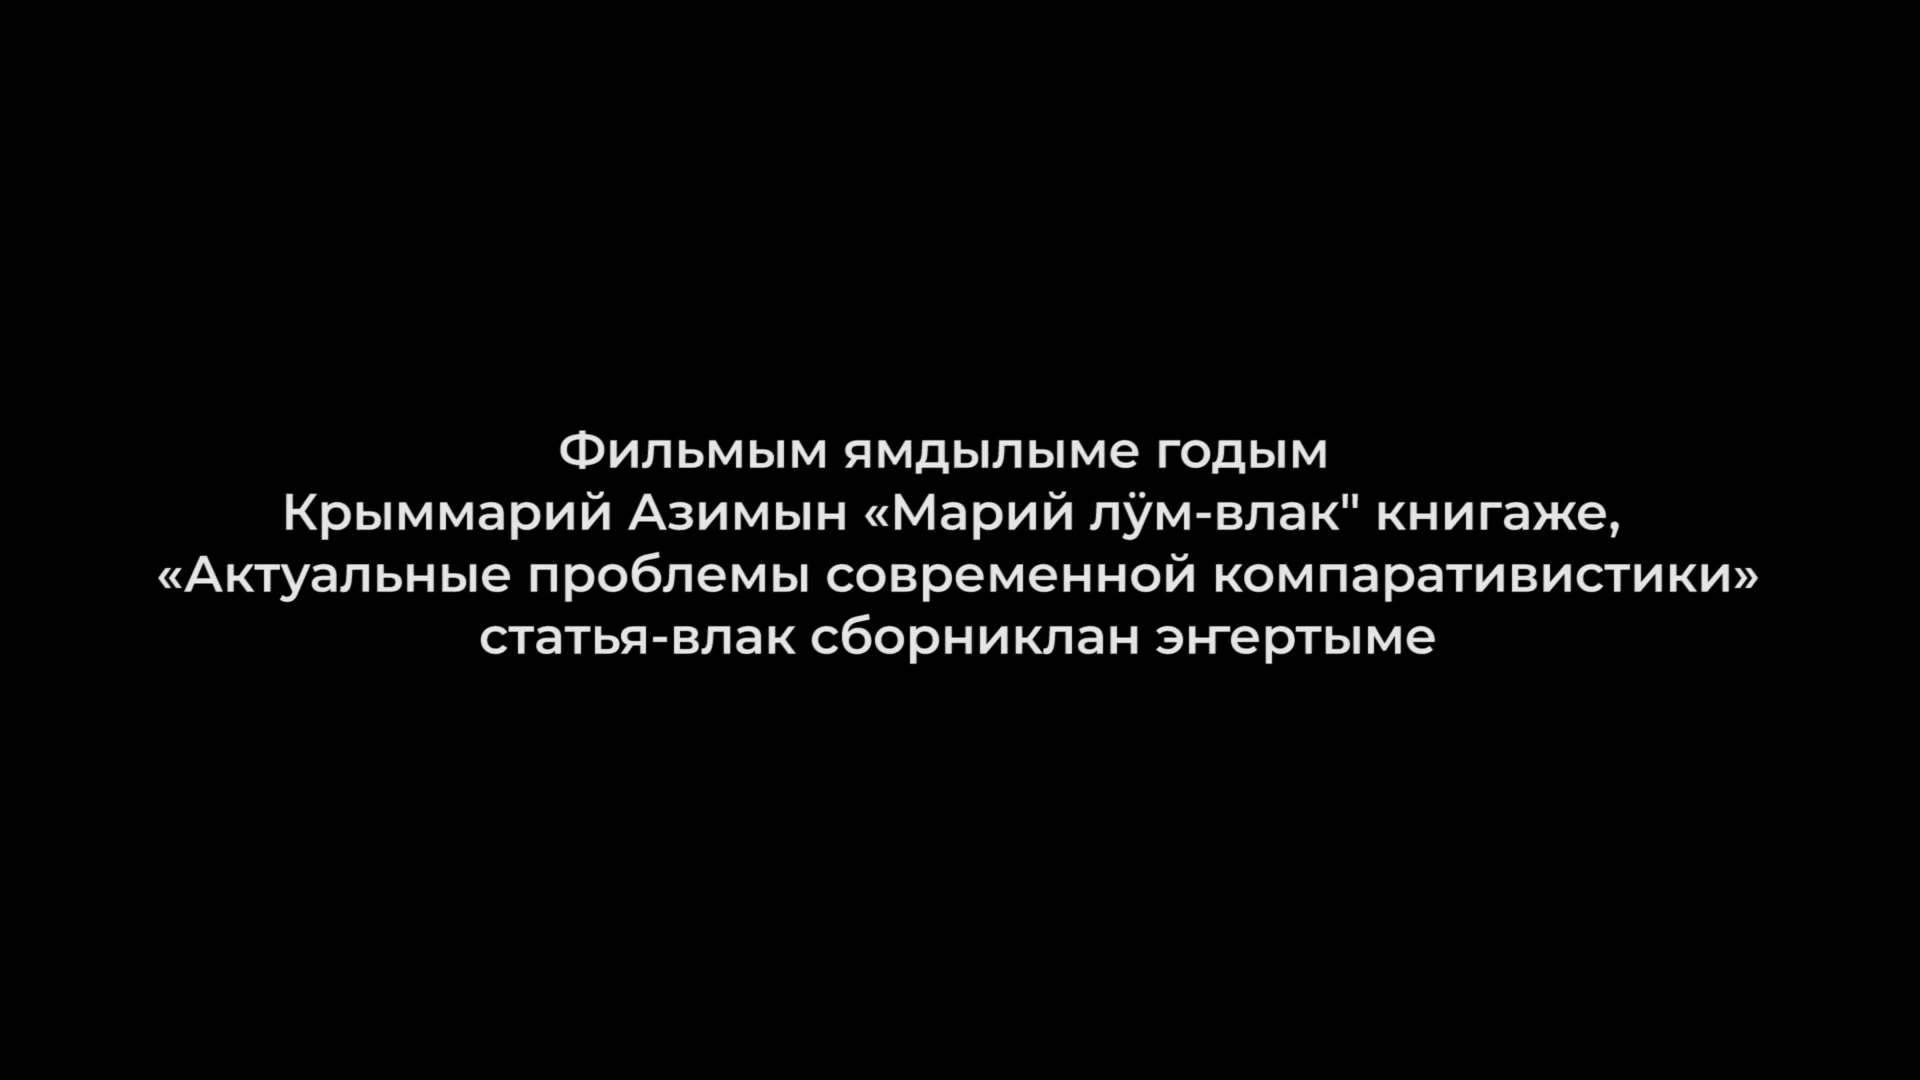 Фильмым ямдылыме годым
Крыммарий Азимын «Марий лӱм-влак" книгаже,
«Актуальные проблемы современной компаративистики»
статья-влак сборниклан эҥертыме